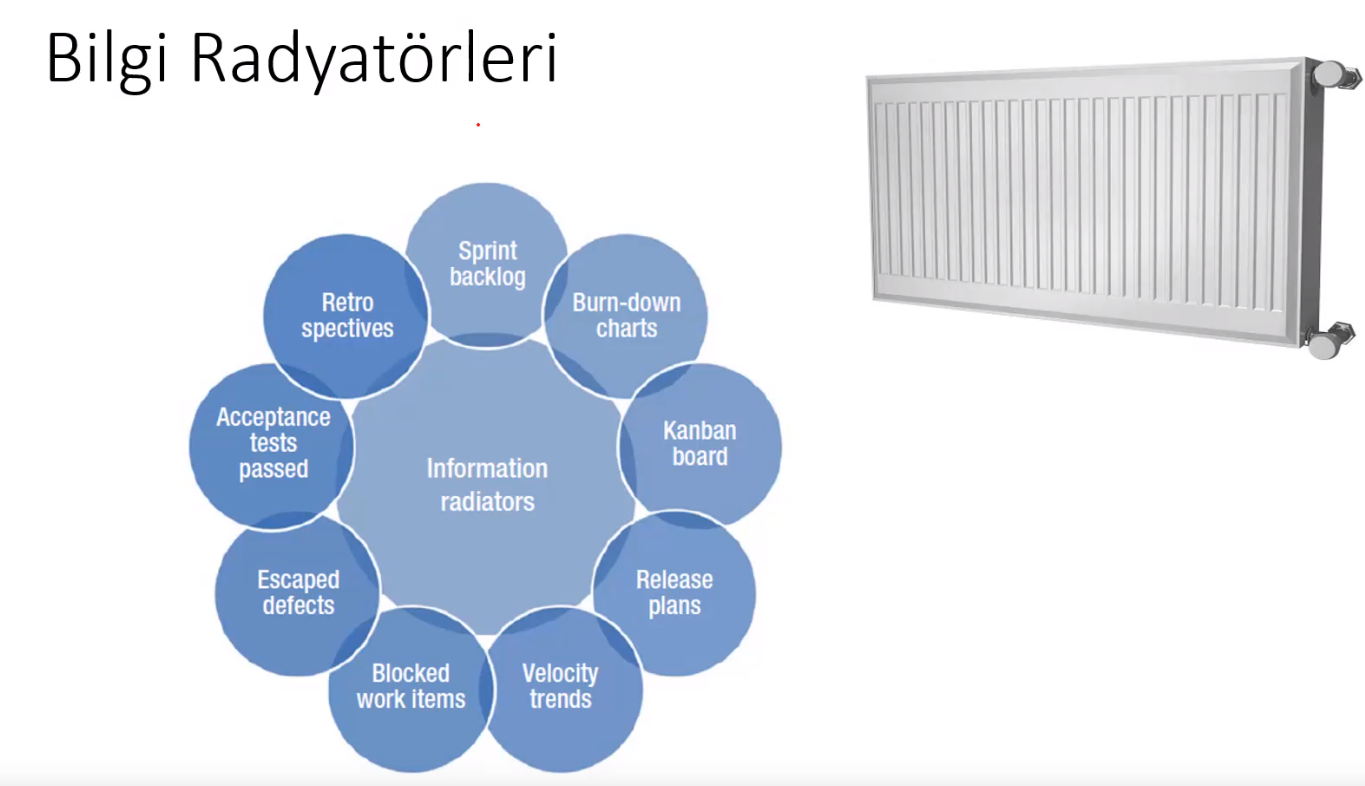 Bilgi Radyatörleri
Sprint
backlog
Burn-down
charts
Kanban
board
Release
plans
Velocity
trends
Blocked
work items
Escaped
defects
Acceptance
tests
passed
Retro
spectives
Information
radiators